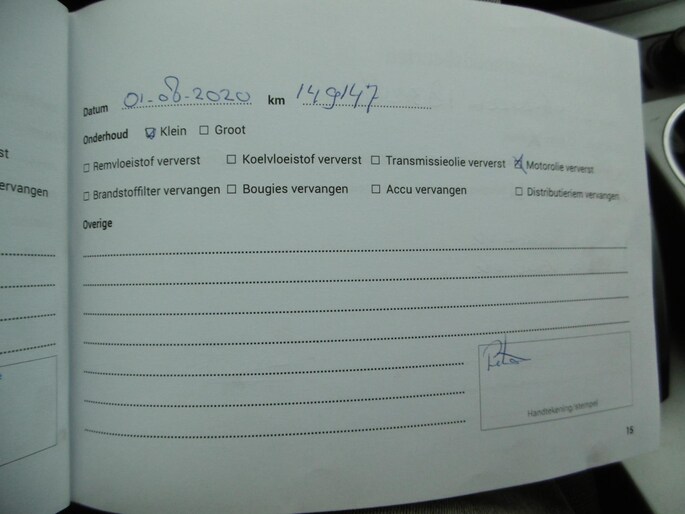 Datum 01-08-2020 km 149147
Onderhoud ☑ Klein ☐ Groot
st ☐ Remvloeistof ververst ☐ Koelvloeistof ververst ☐ Transmissieolie ververst ☒ Motorolie ververst
ervangen ☐ Brandstoffilter vervangen ☐ Bougies vervangen ☐ Accu vervangen ☐ Distributieriem vervangen
Overige
Handtekening/stempel
15